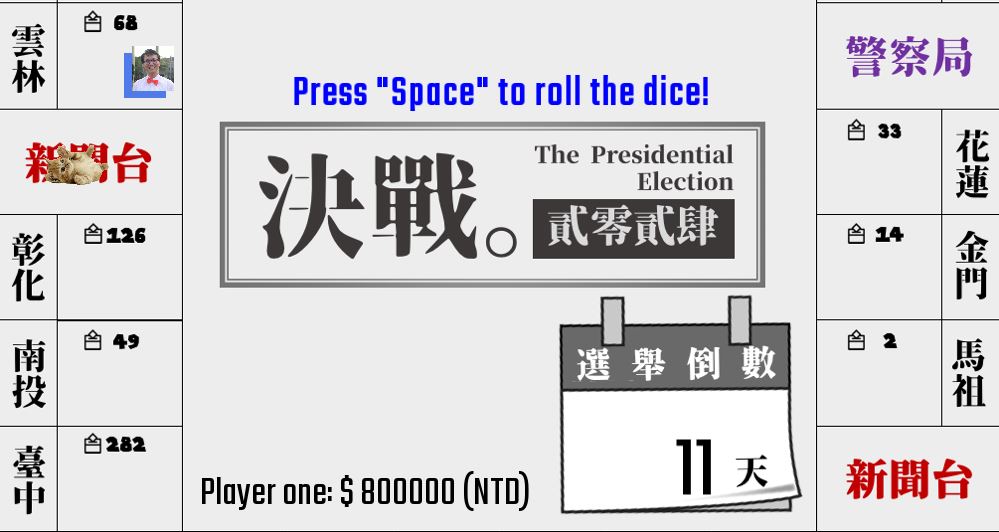 雲林
68
新聞台
彰化
126
南投
49
臺中
282
Press "Space" to roll the dice!
決戰。
The Presidential
Election
貳零貳肆
選舉倒數
11 天
Player one: $ 800000 (NTD)
警察局
33
花蓮
14
金門
2
馬祖
新聞台